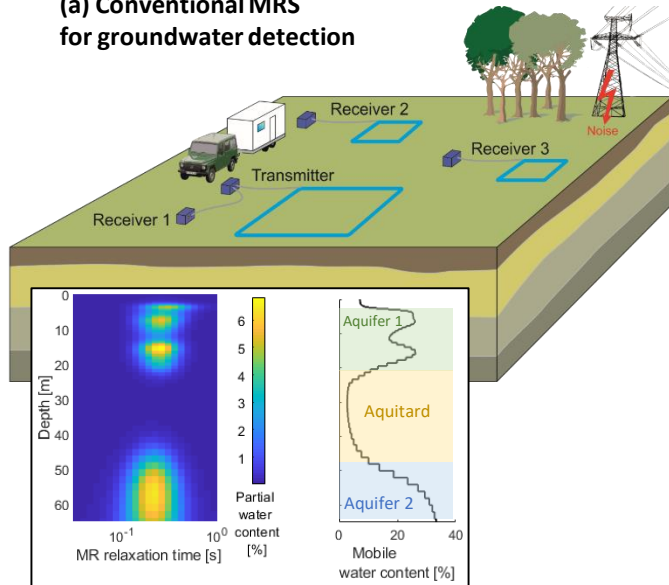 (a) Conventional MRS
for groundwater detection
Noise
Receiver 2
Receiver 3
Transmitter
Receiver 1
0
10
20
30
40
50
60
Depth [m]
10⁻¹
10⁰
MR relaxation time [s]
6
5
4
3
2
1
Partial
water
content
[%]
Aquifer 1
Aquitard
Aquifer 2
0
20
40
Mobile
water content [%]